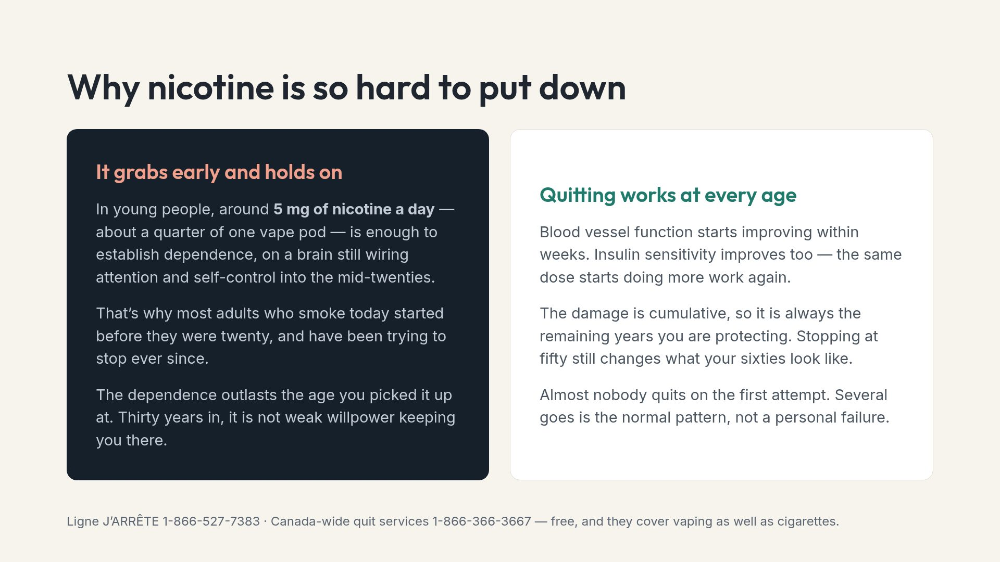 Why nicotine is so hard to put down
It grabs early and holds on
In young people, around 5 mg of nicotine a day —
about a quarter of one vape pod — is enough to
establish dependence, on a brain still wiring
attention and self-control into the mid-twenties.
That’s why most adults who smoke today started
before they were twenty, and have been trying to
stop ever since.
The dependence outlasts the age you picked it up
at. Thirty years in, it is not weak willpower keeping
you there.
Quitting works at every age
Blood vessel function starts improving within
weeks. Insulin sensitivity improves too — the same
dose starts doing more work again.
The damage is cumulative, so it is always the
remaining years you are protecting. Stopping at
fifty still changes what your sixties look like.
Almost nobody quits on the first attempt. Several
goes is the normal pattern, not a personal failure.
Ligne J’ARRÊTE 1-866-527-7383 · Canada-wide quit services 1-866-366-3667 — free, and they cover vaping as well as cigarettes.